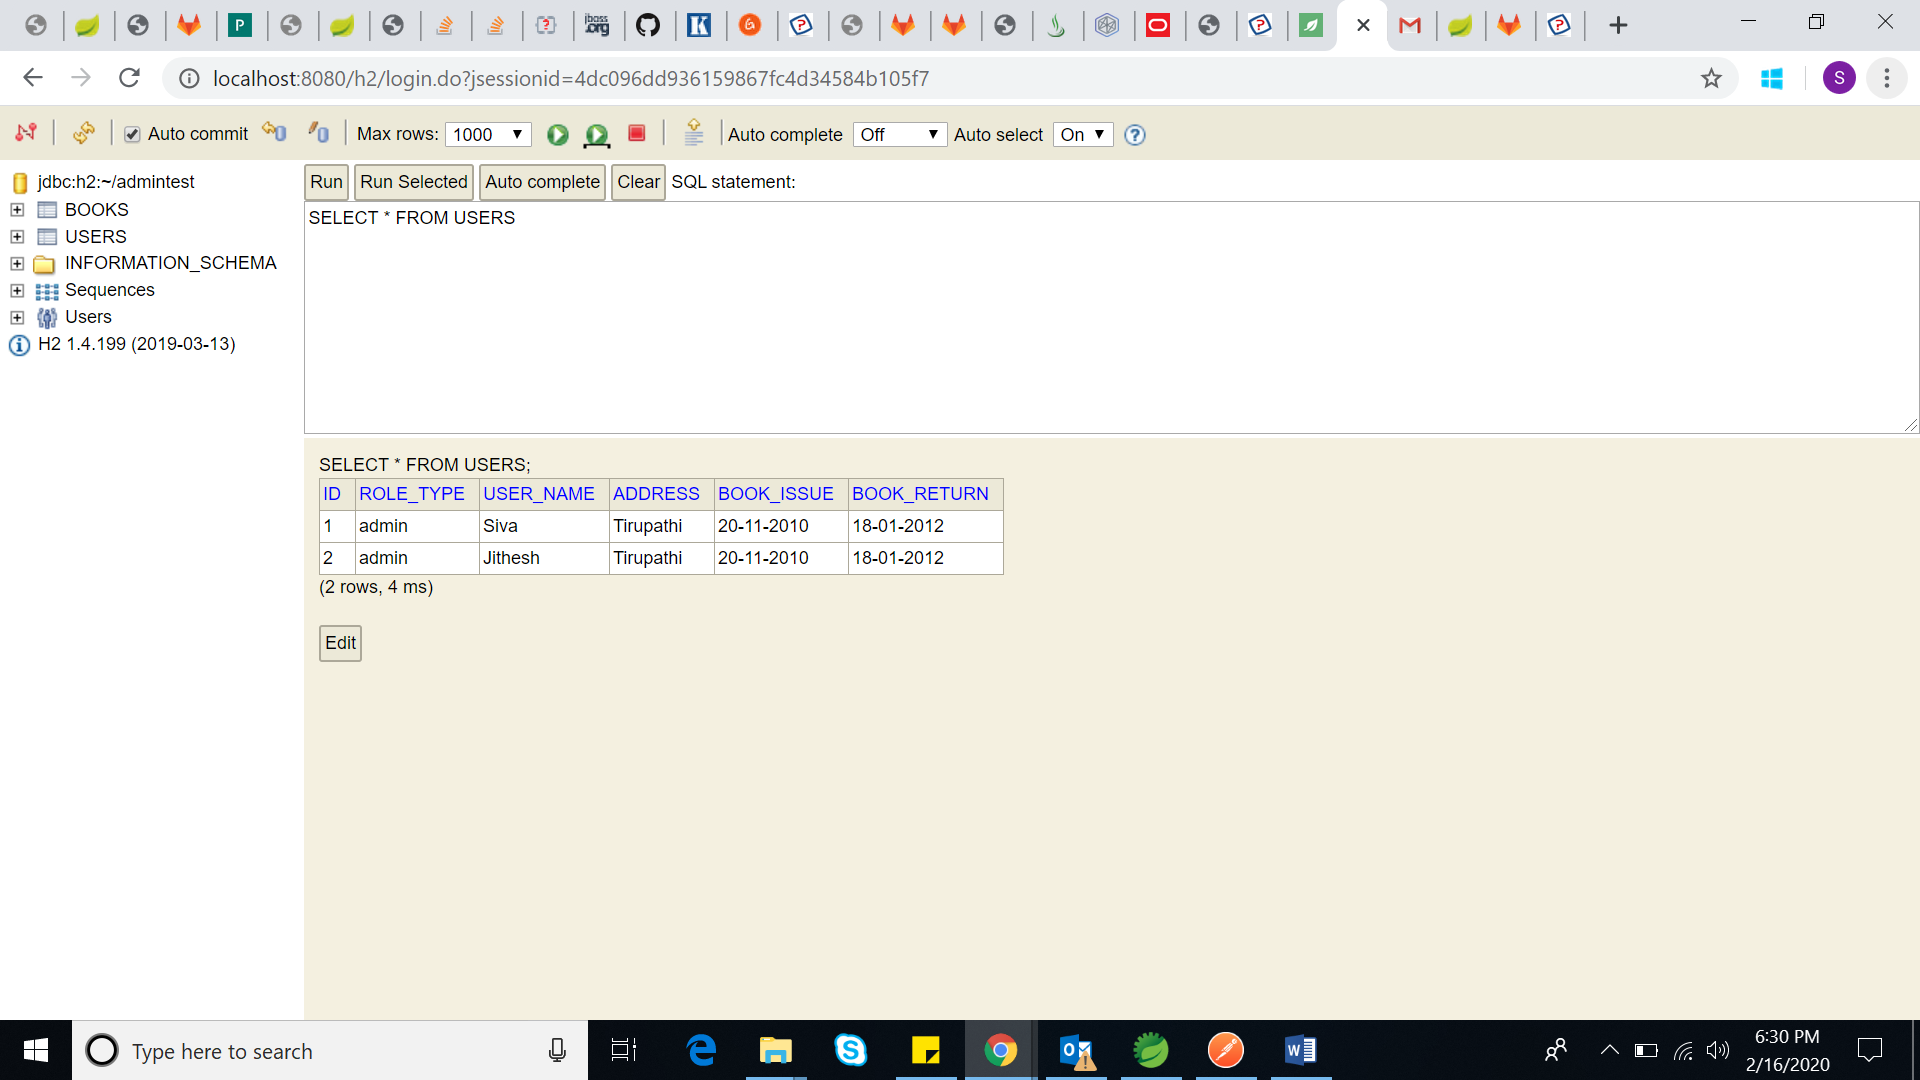 P
jboss.org
K
G
S
localhost:8080/h2/login.do?jsessionid=4dc096dd936159867fc4d34584b105f7
Auto commit
Max rows: 1000
Auto complete Off
Auto select On
jdbc:h2:~/admintest
BOOKS
USERS
INFORMATION_SCHEMA
Sequences
Users
H2 1.4.199 (2019-03-13)
Run Run Selected Auto complete Clear SQL statement:
SELECT * FROM USERS
SELECT * FROM USERS;
ID ROLE_TYPE USER_NAME ADDRESS BOOK_ISSUE BOOK_RETURN
1 admin Siva Tirupathi 20-11-2010 18-01-2012
2 admin Jithesh Tirupathi 20-11-2010 18-01-2012
(2 rows, 4 ms)
Edit
Type here to search
6:30 PM
2/16/2020